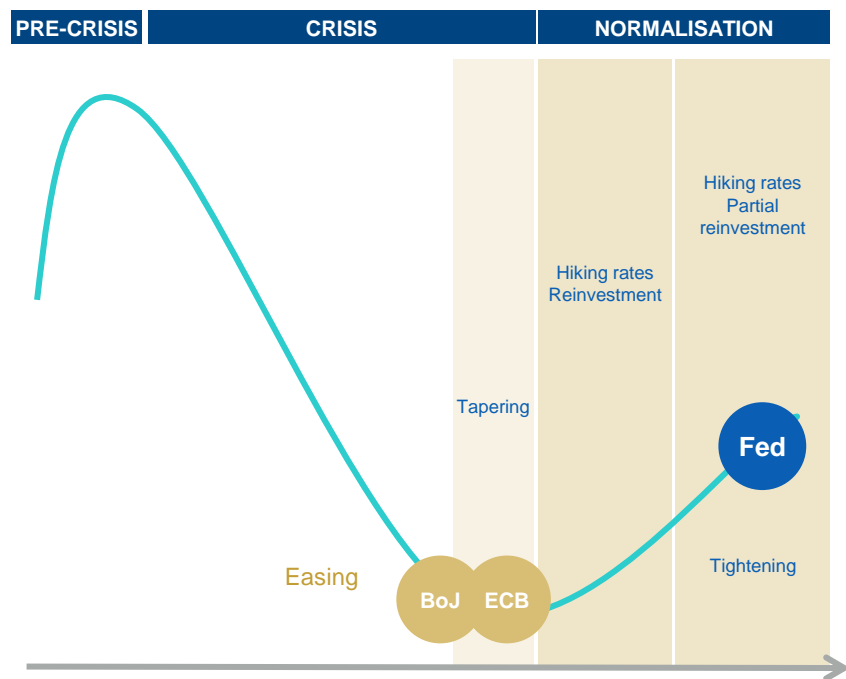 PRE-CRISIS
CRISIS
NORMALISATION
Hiking rates
Partial
reinvestment
Hiking rates
Reinvestment
Tapering
Fed
Tightening
Easing
BoJ
ECB